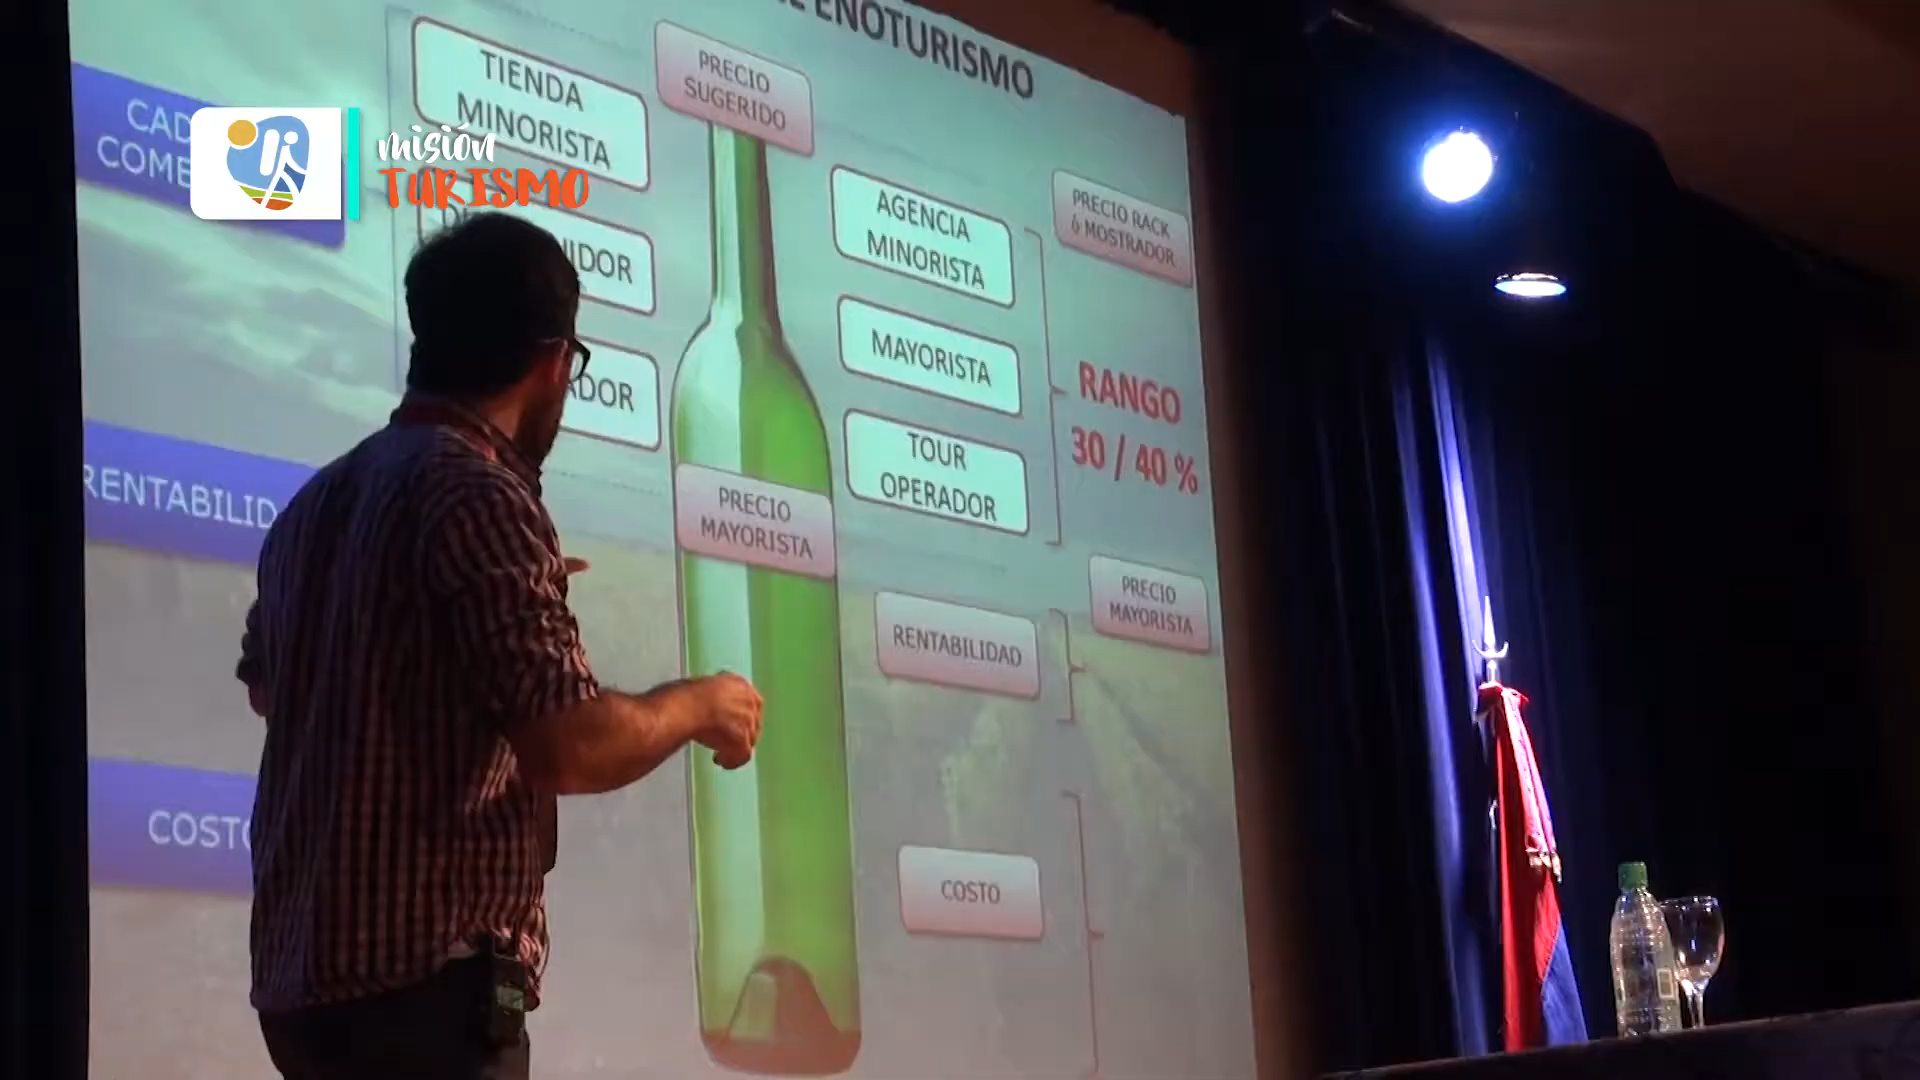 ENOTURISMO
TIENDA
MINORISTA
PRECIO
SUGERIDO
CAD
COME
misión
TURISMO
IDOR
ADOR
AGENCIA
MINORISTA
PRECIO RACK
ó MOSTRADOR
MAYORISTA
RANGO
30 / 40 %
TOUR
OPERADOR
RENTABILID
PRECIO
MAYORISTA
PRECIO
MAYORISTA
RENTABILIDAD
COSTO
COSTO